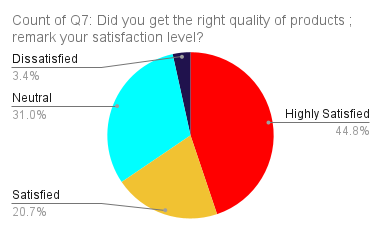 Count of Q7: Did you get the right quality of products ;
remark your satisfaction level?
Dissatisfied
3.4%
Neutral
31.0%
Highly Satisfied
44.8%
Satisfied
20.7%